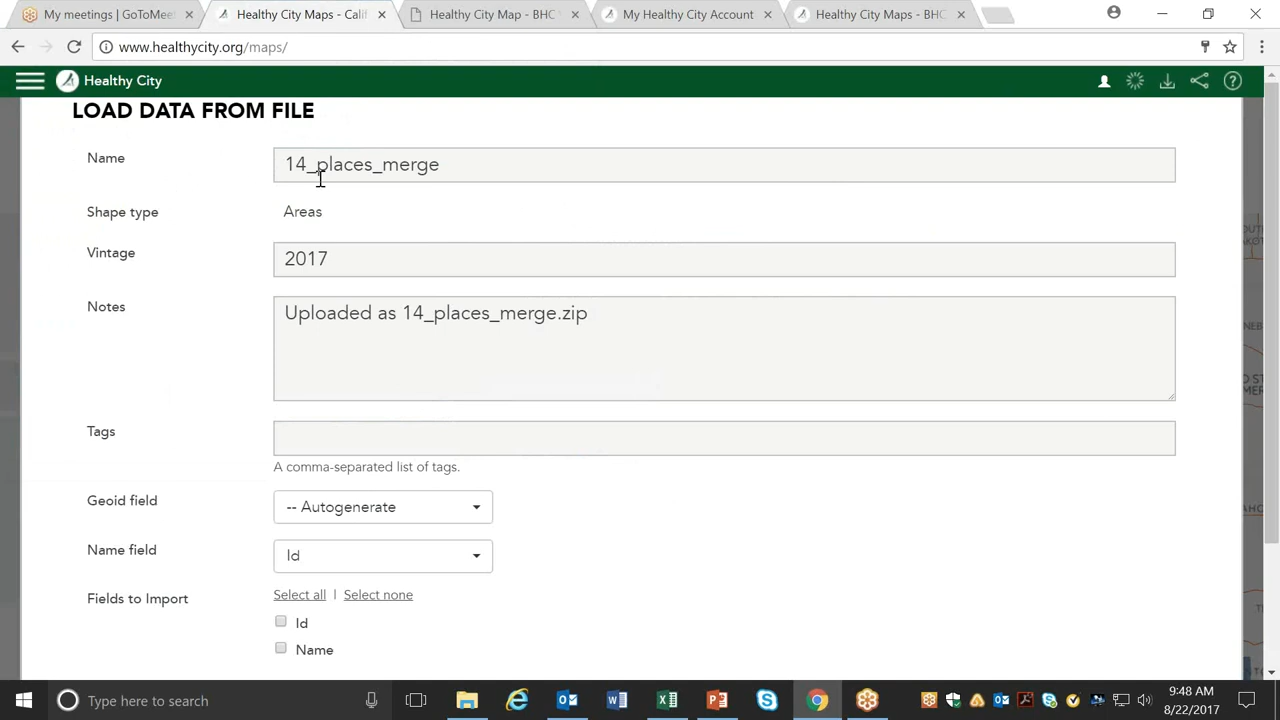 My meetings | GoToMeet
Healthy City Maps - Calif
Healthy City Map - BHC
My Healthy City Account
Healthy City Maps - BHC
www.healthycity.org/maps/
Healthy City
LOAD DATA FROM FILE
Name
14_places_merge
Shape type
Areas
Vintage
2017
Notes
Uploaded as 14_places_merge.zip
Tags
A comma-separated list of tags.
Geoid field
-- Autogenerate
Name field
Id
Fields to Import
Select all | Select none
Id
Name
Type here to search
9:48 AM
8/22/2017